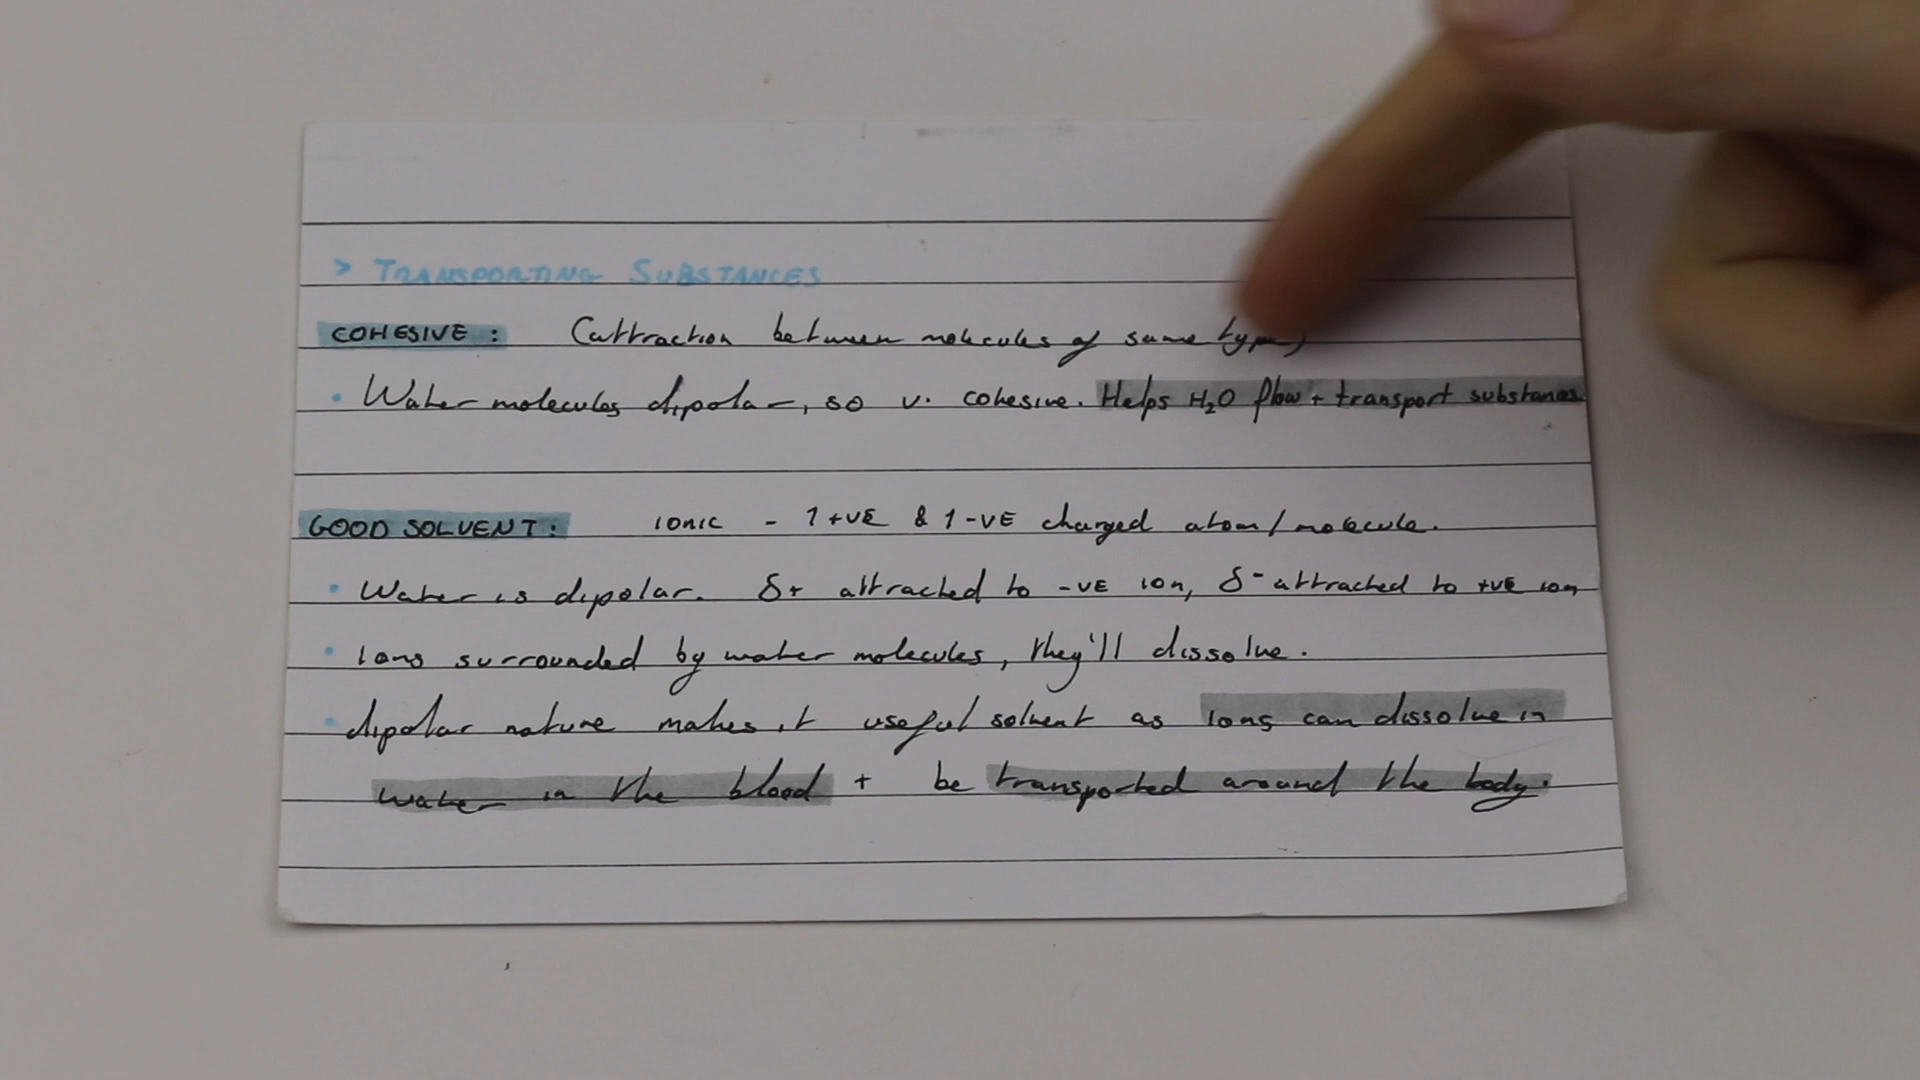 > TRANSPORTING SUBSTANCES
COHESIVE : (attraction between molecules of same type)
• Water molecules dipolar, so v. cohesive. Helps H₂O flow + transport substances.
GOOD SOLVENT: IONIC - 1 +VE & 1 -VE charged atom/molecule.
• Water is dipolar. δ+ attracted to -VE ion, δ- attracted to +VE ion
• Ions surrounded by water molecules, they'll dissolve.
• dipolar nature makes it useful solvent as ions can dissolve in
water in the blood + be transported around the body.